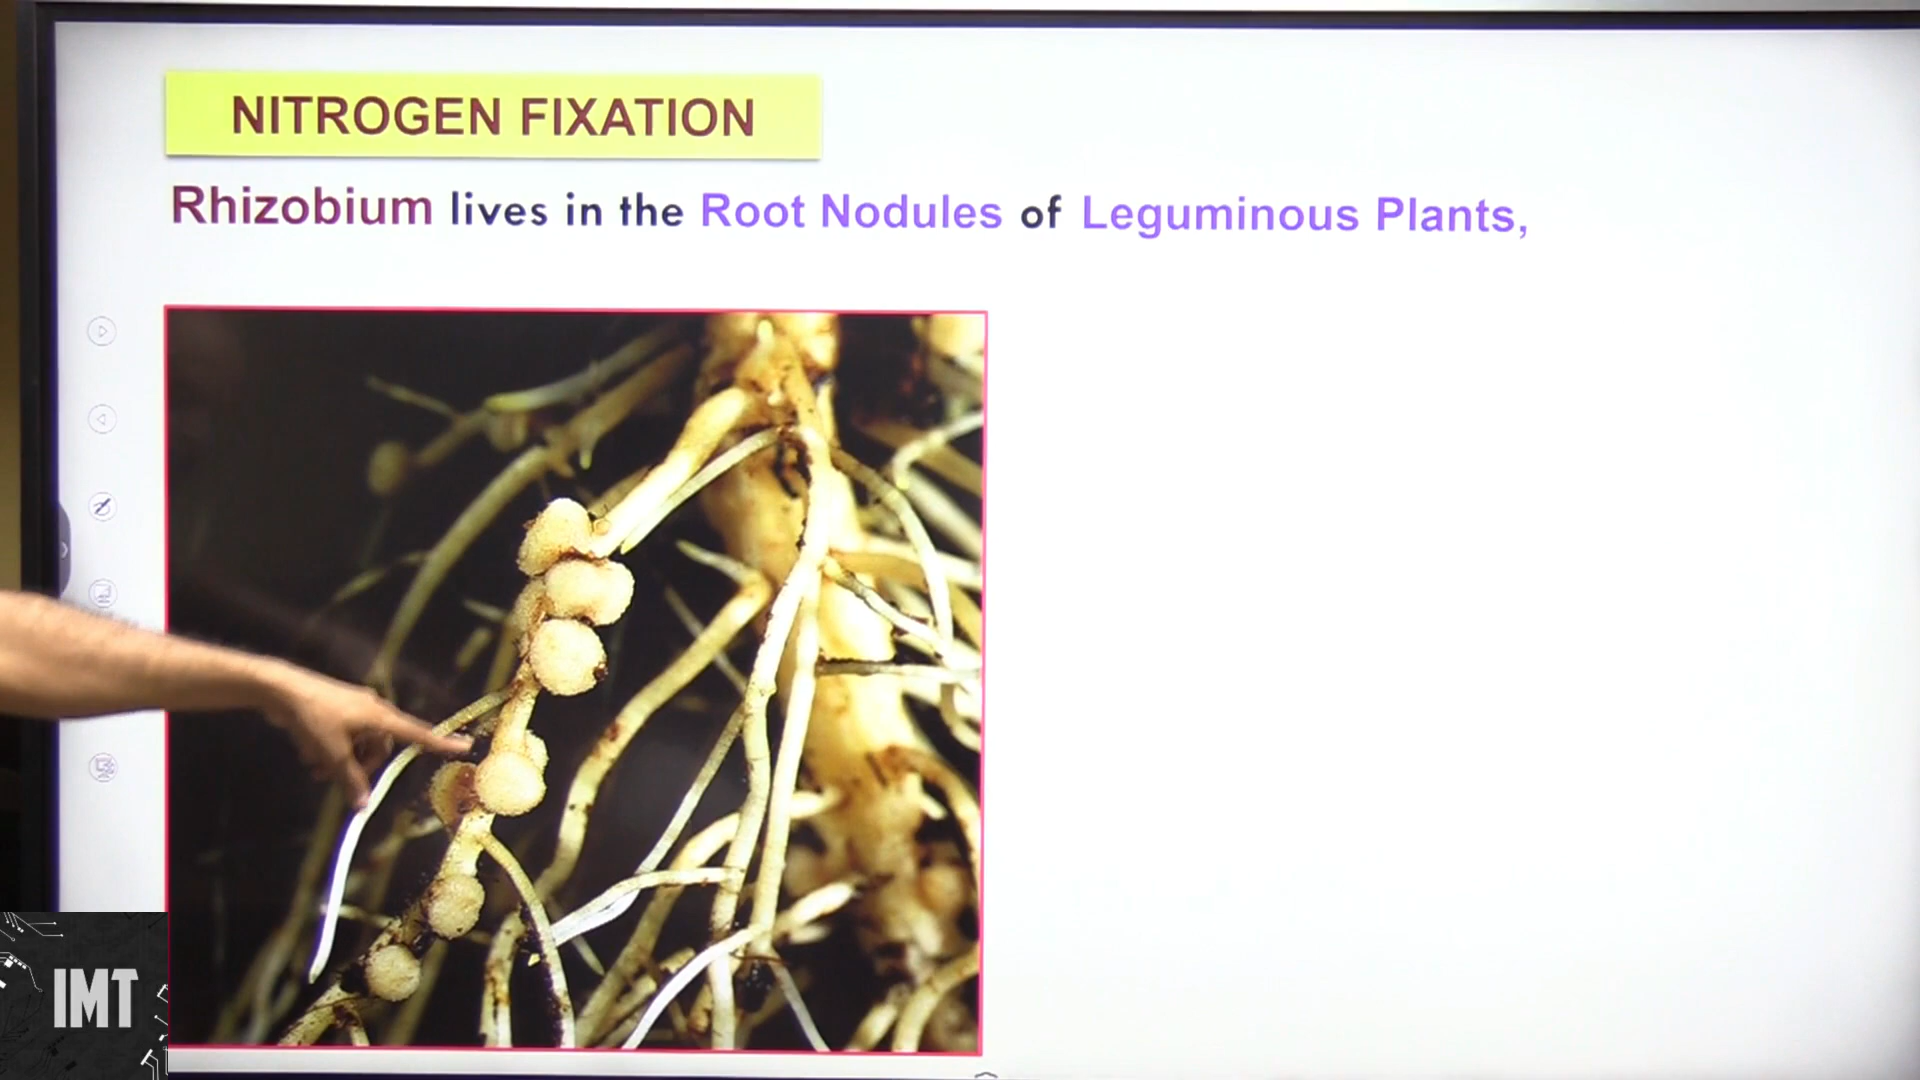 NITROGEN FIXATION
Rhizobium lives in the Root Nodules of Leguminous Plants,
IMT